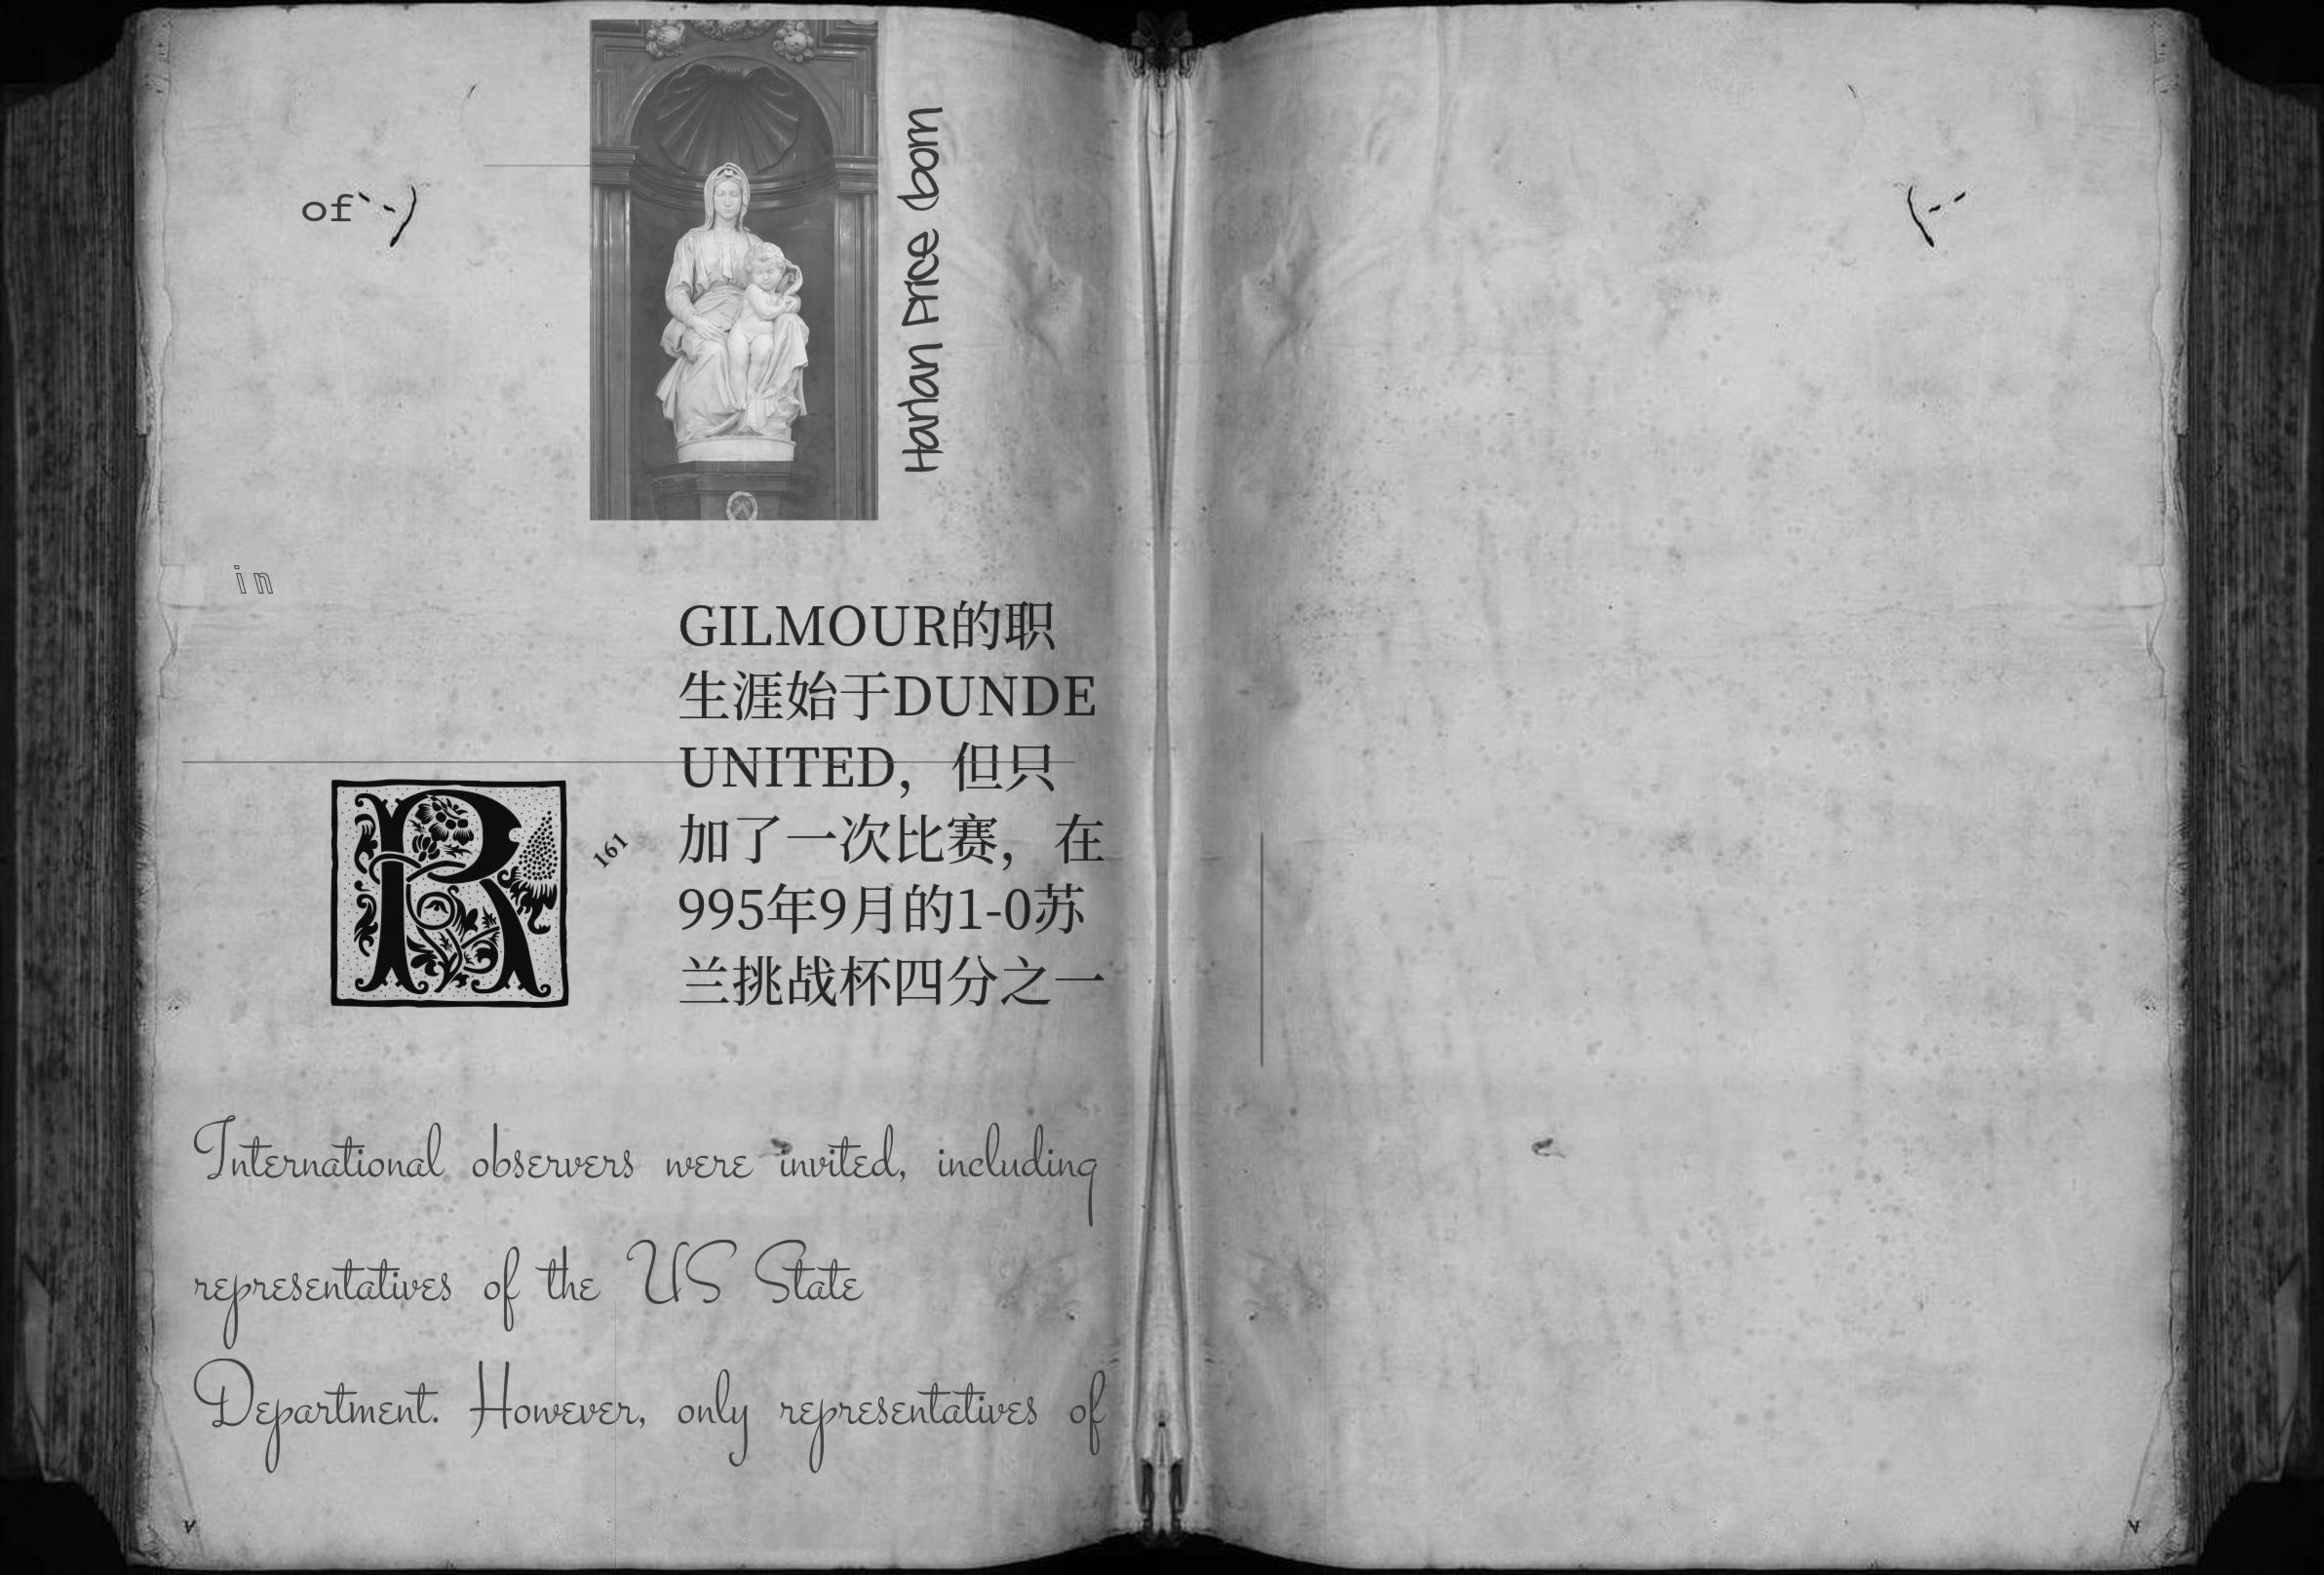 of
Harlan Price (born
in
GILMOUR的职
生涯始于DUNDE
UNITED，但只
加了一次比赛，在
995年9月的1-0苏
兰挑战杯四分之一
R
161
International observers were invited, including
representatives of the US State
Department. However, only representatives of